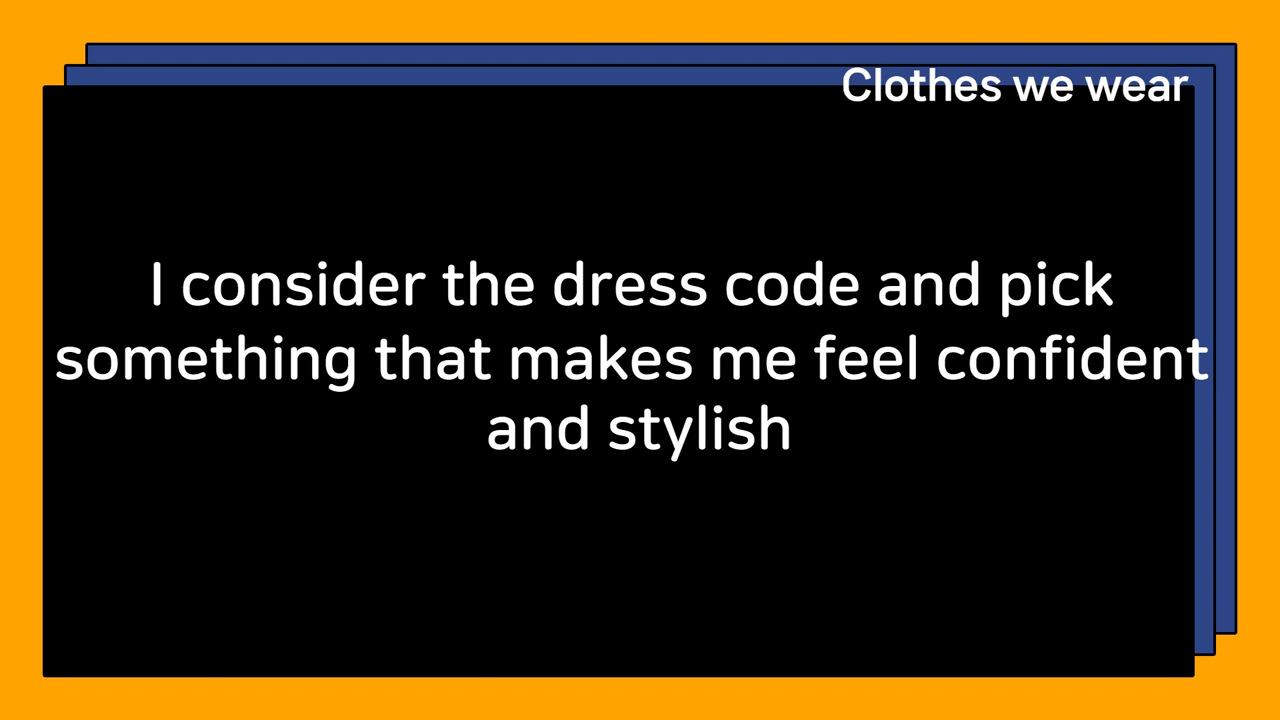 Clothes we wear
I consider the dress code and pick
something that makes me feel confident
and stylish